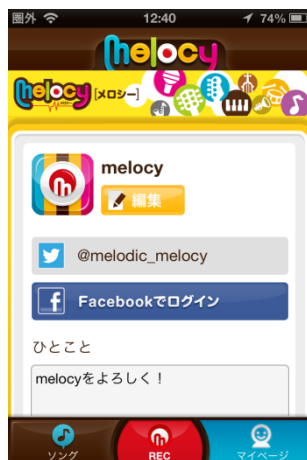 圏外 12:40 74%
melocy
melocy [メロシー]
melocy
編集
@melodic_melocy
Facebookでログイン
ひとこと
melocyをよろしく！
ソング REC マイページ